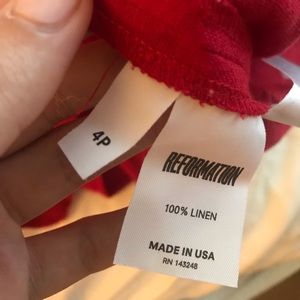 4P
REFORMATION
100% LINEN
MADE IN USA
RN 143248